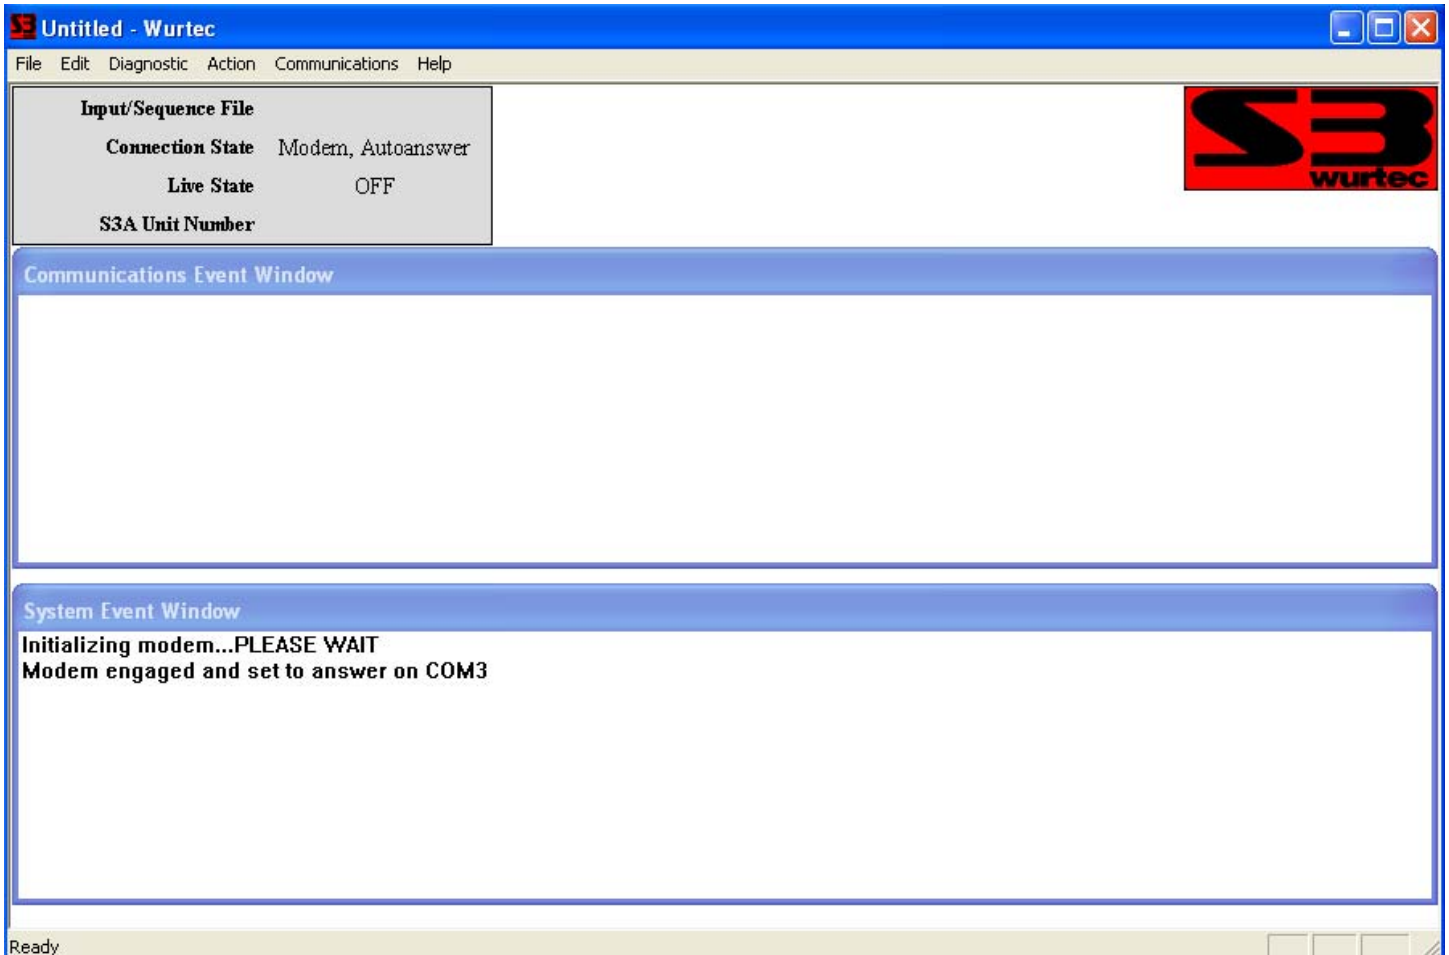 S3 Untitled - Wurtec
File Edit Diagnostic Action Communications Help
Input/Sequence File
Connection State Modem, Autoanswer
Live State OFF
S3A Unit Number
S3
wurtec
Communications Event Window
System Event Window
Initializing modem...PLEASE WAIT
Modem engaged and set to answer on COM3
Ready